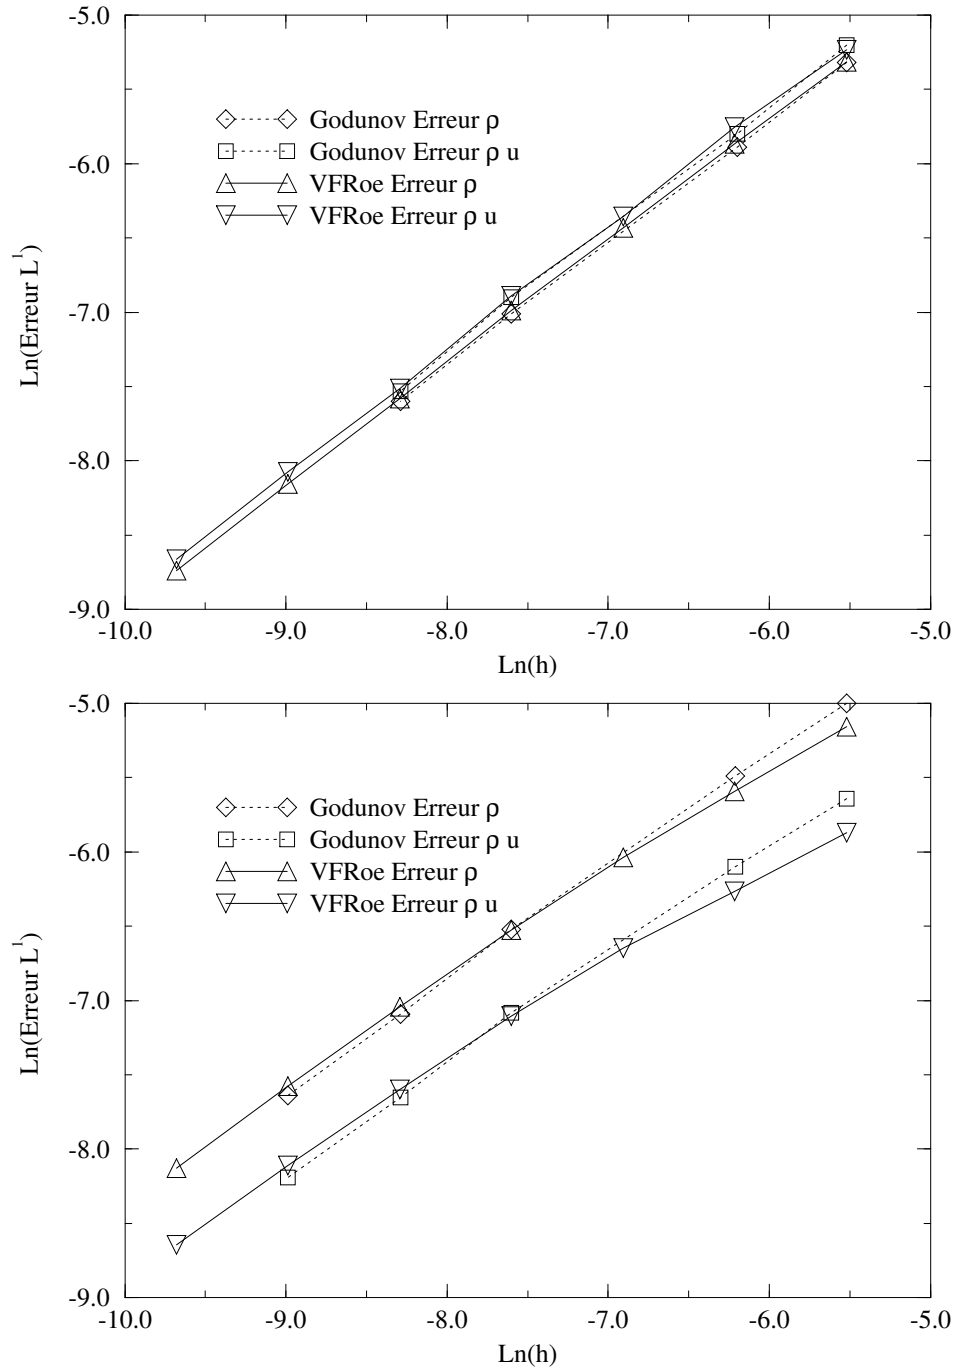 -5.0
Godunov Erreur ρ
Godunov Erreur ρ u
VFRoe Erreur ρ
VFRoe Erreur ρ u
-6.0
-7.0
-8.0
-9.0
Ln(Erreur L¹)
-10.0 -9.0 -8.0 -7.0 -6.0 -5.0
Ln(h)
-5.0
Godunov Erreur ρ
Godunov Erreur ρ u
VFRoe Erreur ρ
VFRoe Erreur ρ u
-6.0
-7.0
-8.0
-9.0
Ln(Erreur L¹)
-10.0 -9.0 -8.0 -7.0 -6.0 -5.0
Ln(h)